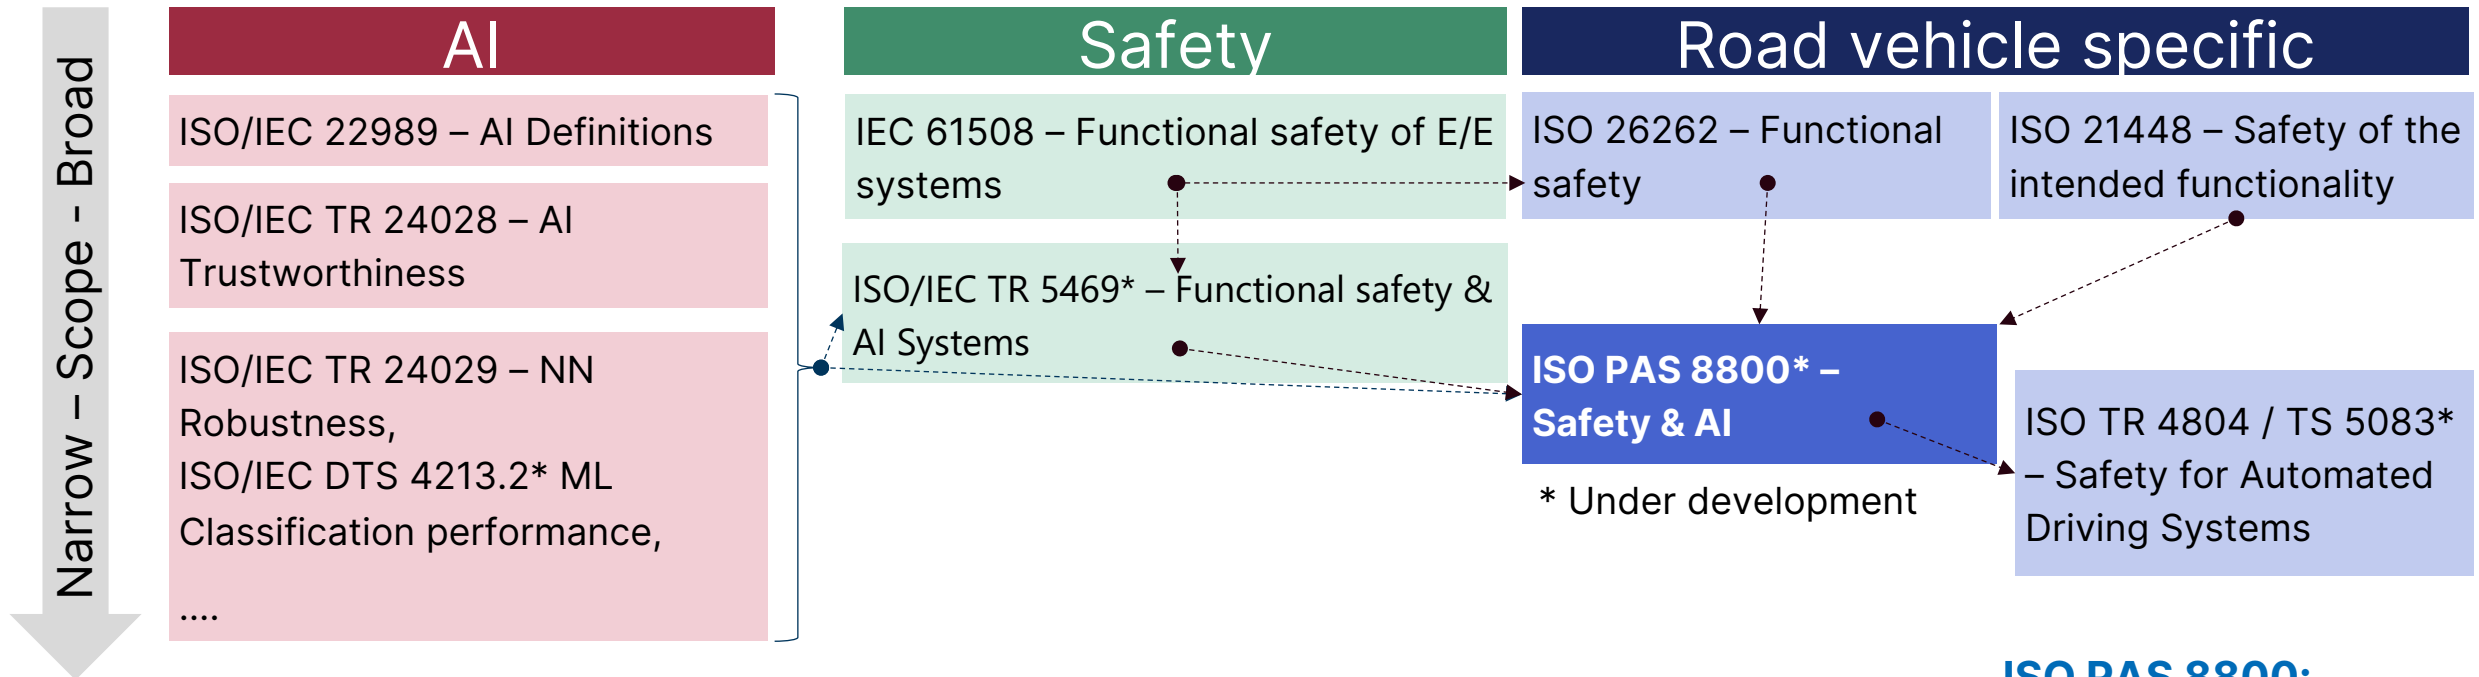 Narrow – Scope - Broad
AI
ISO/IEC 22989 – AI Definitions
ISO/IEC TR 24028 – AI
Trustworthiness
ISO/IEC TR 24029 – NN
Robustness,
ISO/IEC DTS 4213.2* ML
Classification performance,
....
Safety
IEC 61508 – Functional safety of E/E
systems
ISO/IEC TR 5469* – Functional safety &
AI Systems
Road vehicle specific
ISO 26262 – Functional
safety
ISO 21448 – Safety of the
intended functionality
ISO PAS 8800* –
Safety & AI
* Under development
ISO TR 4804 / TS 5083*
– Safety for Automated
Driving Systems
ISO PAS 8800: